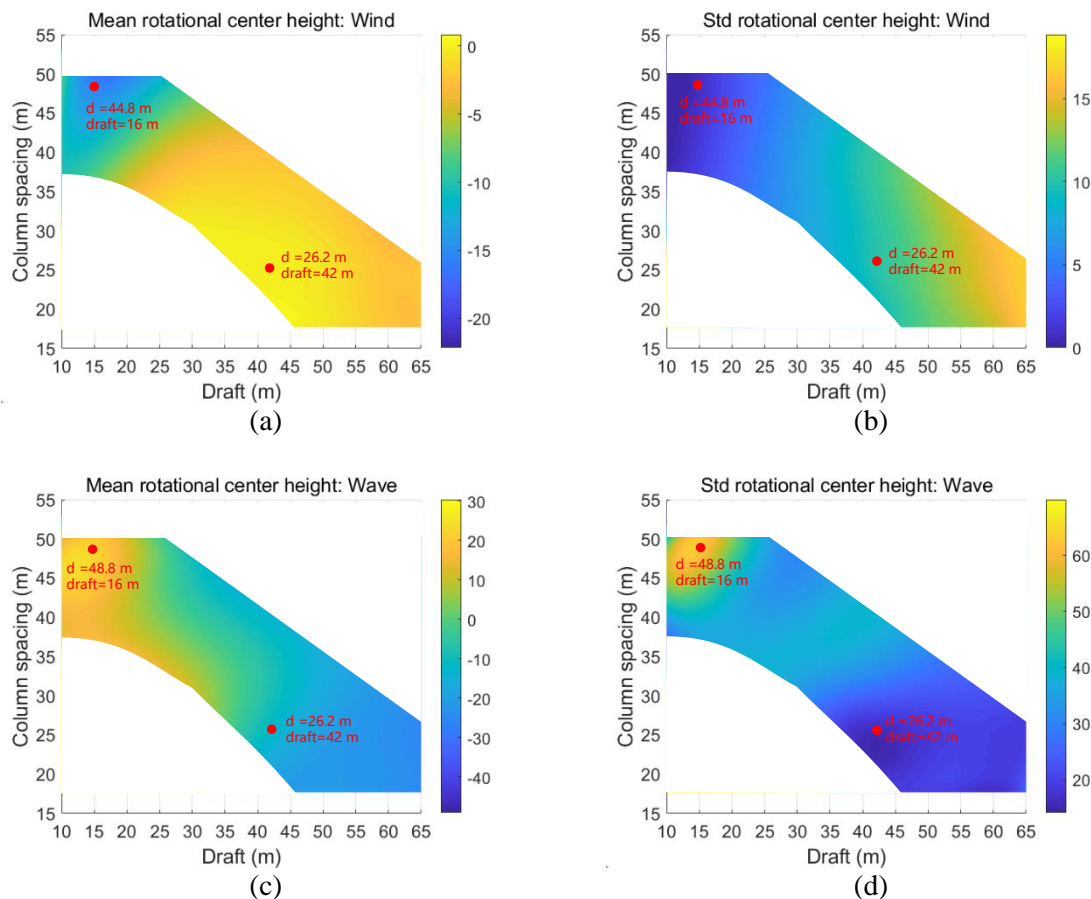 Mean rotational center height: Wind
55
50
45
40
35
30
25
20
15
Column spacing (m)
d =44.8 m
draft=16 m
d =26.2 m
draft=42 m
10 15 20 25 30 35 40 45 50 55 60 65
Draft (m)
0
-5
-10
-15
-20
(a)
Std rotational center height: Wind
55
50
45
40
35
30
25
20
15
Column spacing (m)
d =44.8 m
draft=16 m
d =26.2 m
draft=42 m
10 15 20 25 30 35 40 45 50 55 60 65
Draft (m)
15
10
5
0
(b)
Mean rotational center height: Wave
55
50
45
40
35
30
25
20
15
Column spacing (m)
d =48.8 m
draft=16 m
d =26.2 m
draft=42 m
10 15 20 25 30 35 40 45 50 55 60 65
Draft (m)
30
20
10
0
-10
-20
-30
-40
(c)
Std rotational center height: Wave
55
50
45
40
35
30
25
20
15
Column spacing (m)
d =48.8 m
draft=16 m
d =26.2 m
draft=42 m
10 15 20 25 30 35 40 45 50 55 60 65
Draft (m)
60
50
40
30
20
(d)